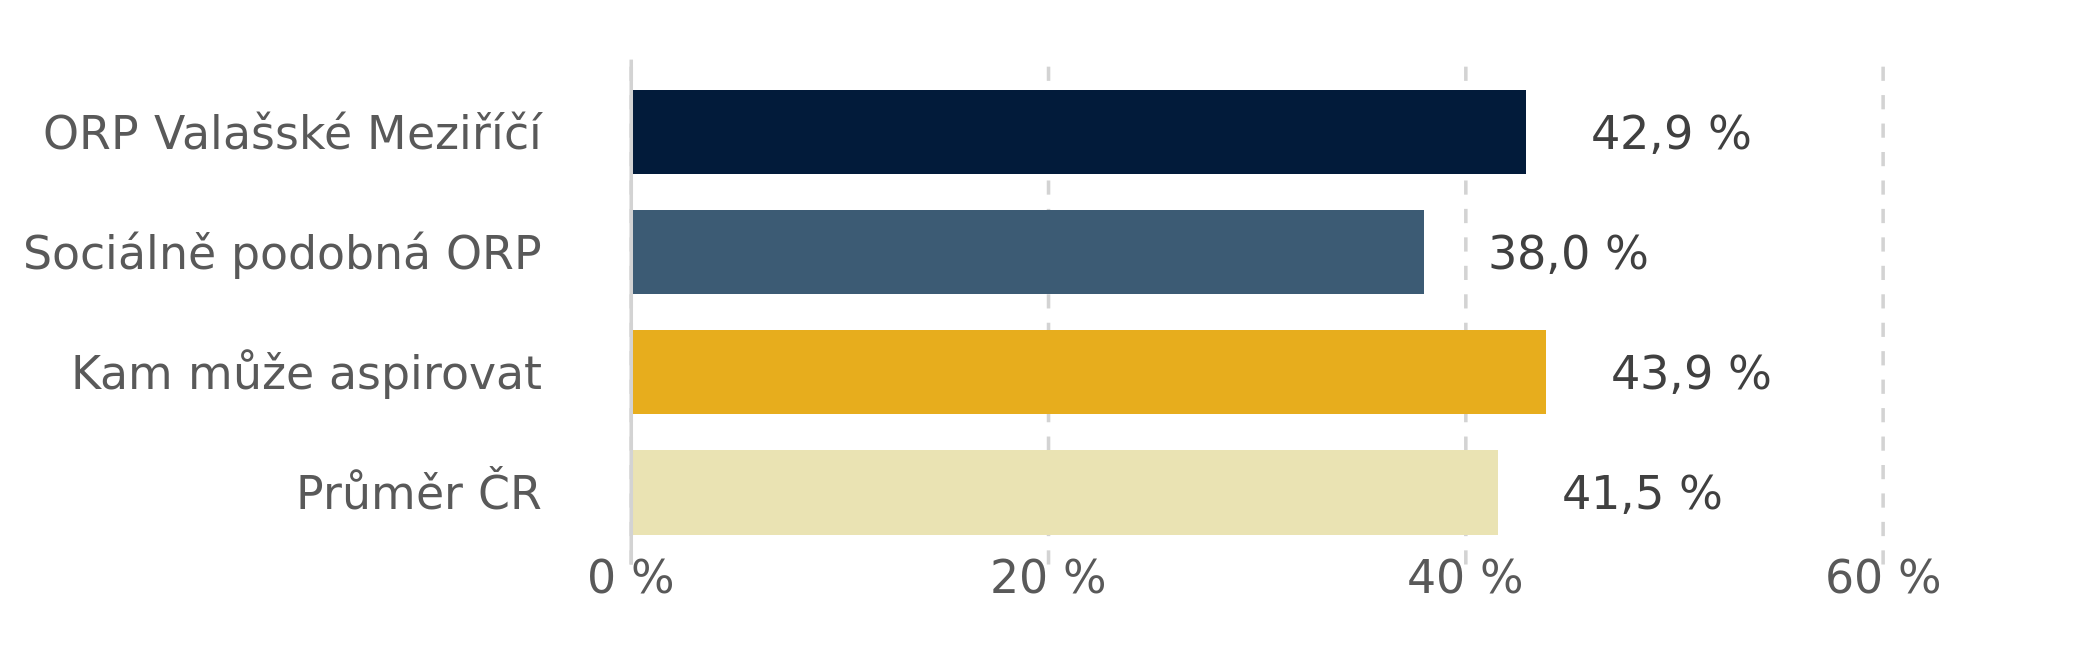 ORP Valašské Meziříčí 42,9 %
Sociálně podobná ORP 38,0 %
Kam může aspirovat 43,9 %
Průměr ČR 41,5 %
0 % 20 % 40 % 60 %